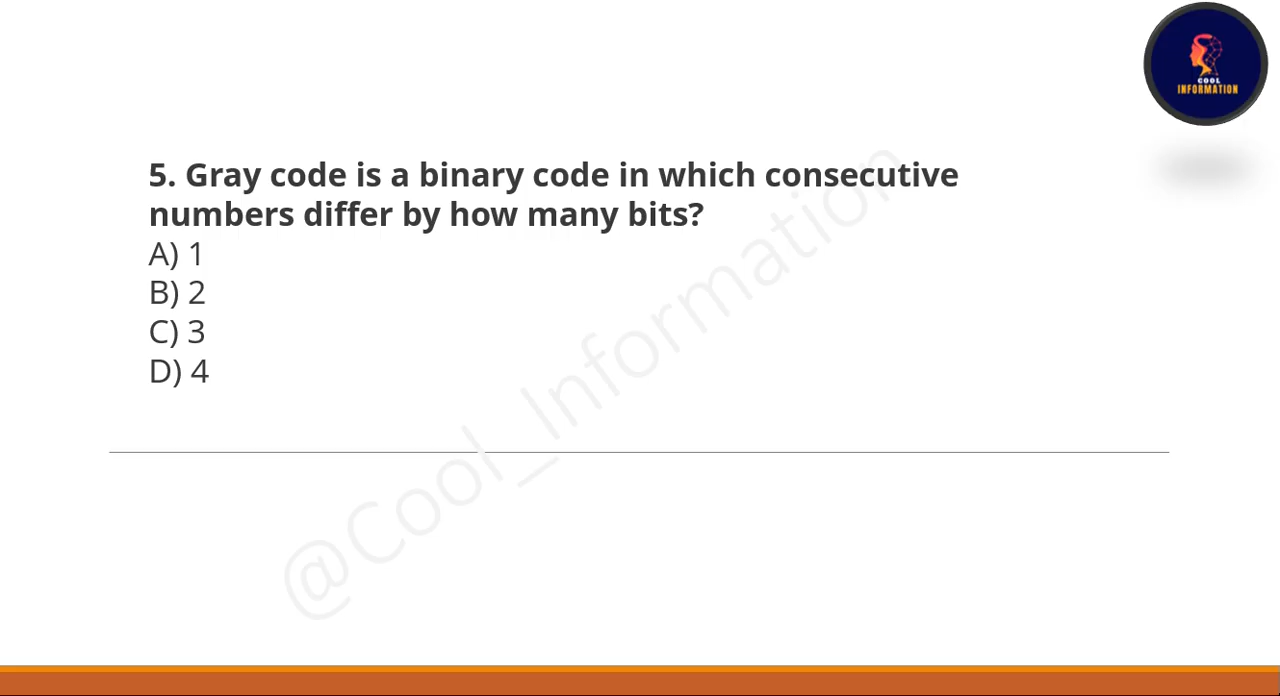 COOL
INFORMATION
5. Gray code is a binary code in which consecutive
numbers differ by how many bits?
A) 1
B) 2
C) 3
D) 4
@Cool_Information